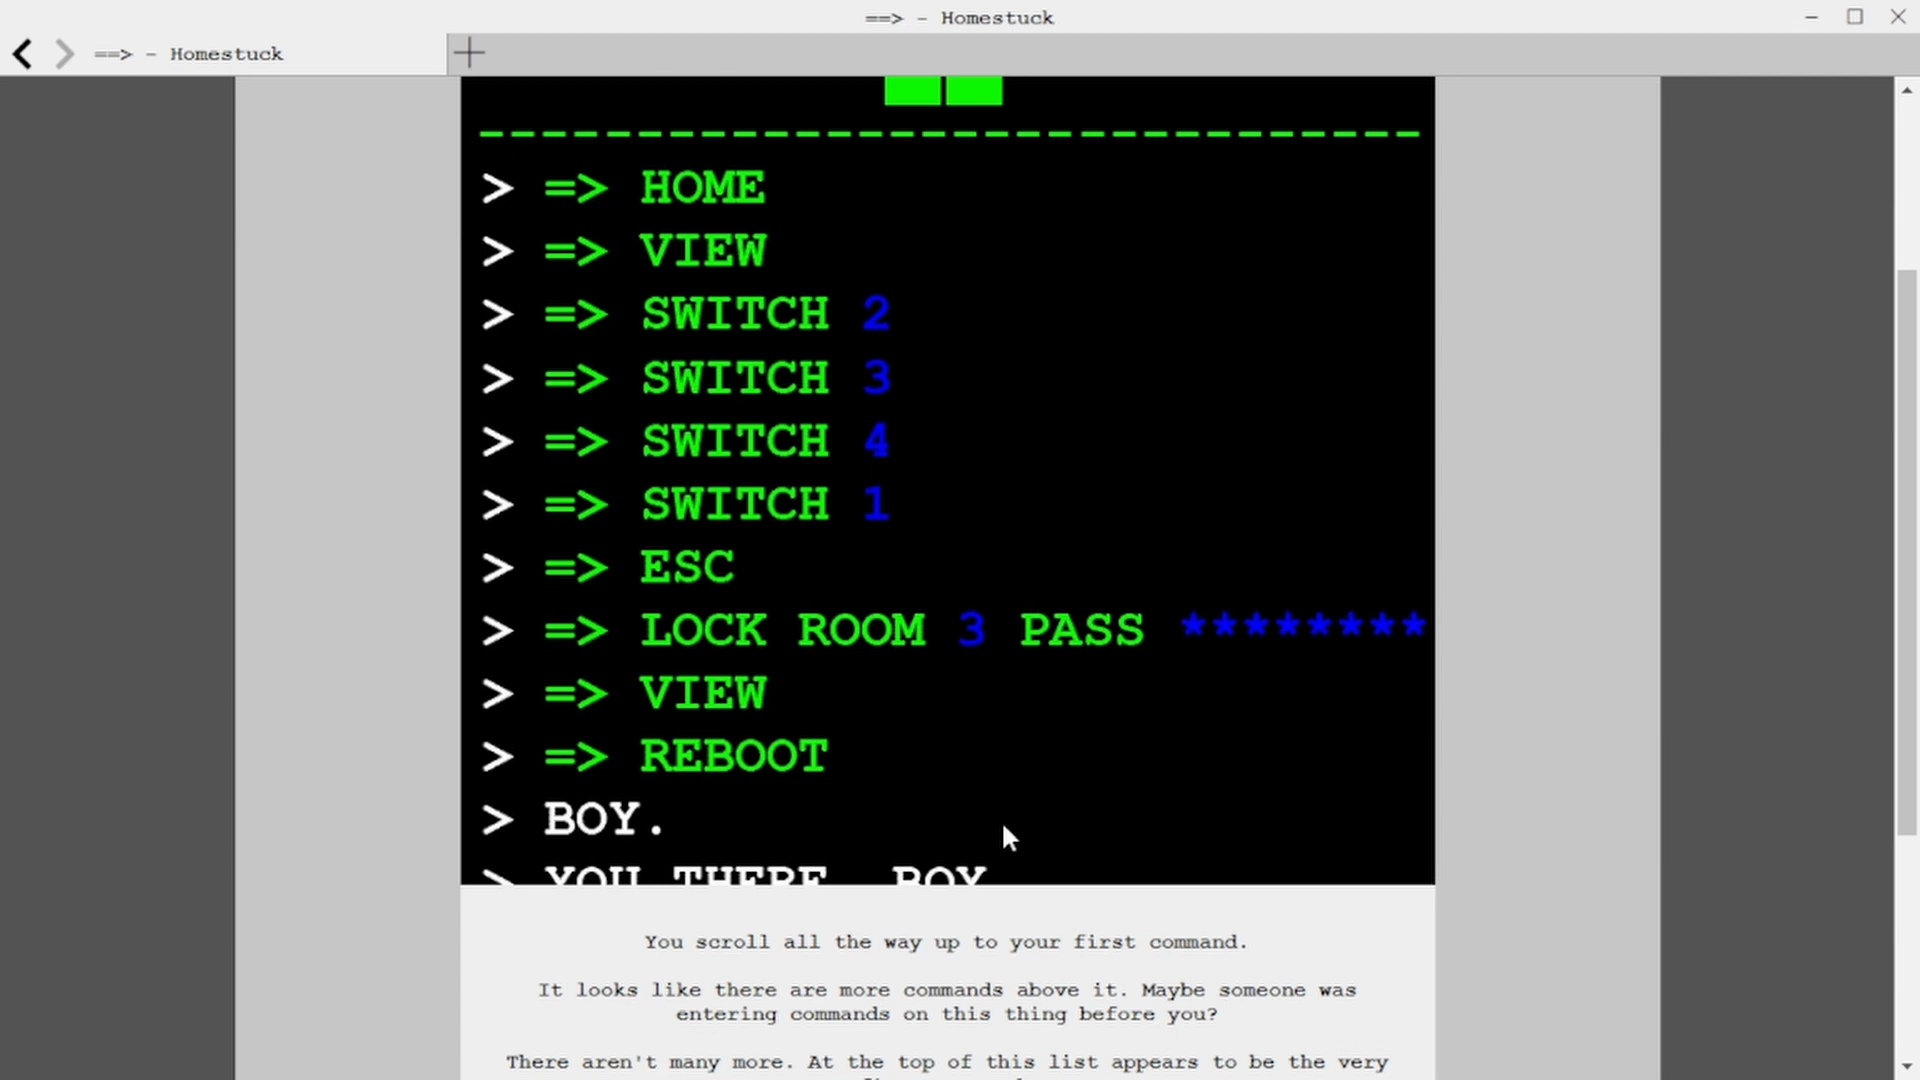 ==> - Homestuck
==> - Homestuck
> => HOME
> => VIEW
> => SWITCH 2
> => SWITCH 3
> => SWITCH 4
> => SWITCH 1
> => ESC
> => LOCK ROOM 3 PASS ********
> => VIEW
> => REBOOT
> BOY.
> YOU THERE. BOY
You scroll all the way up to your first command.
It looks like there are more commands above it. Maybe someone was
entering commands on this thing before you?
There aren't many more. At the top of this list appears to be the very